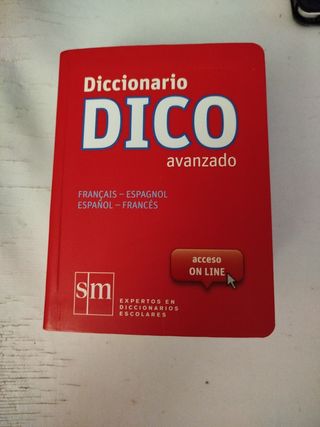 Diccionario
DICO
avanzado
FRANÇAIS – ESPAGNOL
ESPAÑOL – FRANCÉS
acceso
ON LINE
sm
EXPERTOS EN
DICCIONARIOS
ESCOLARES